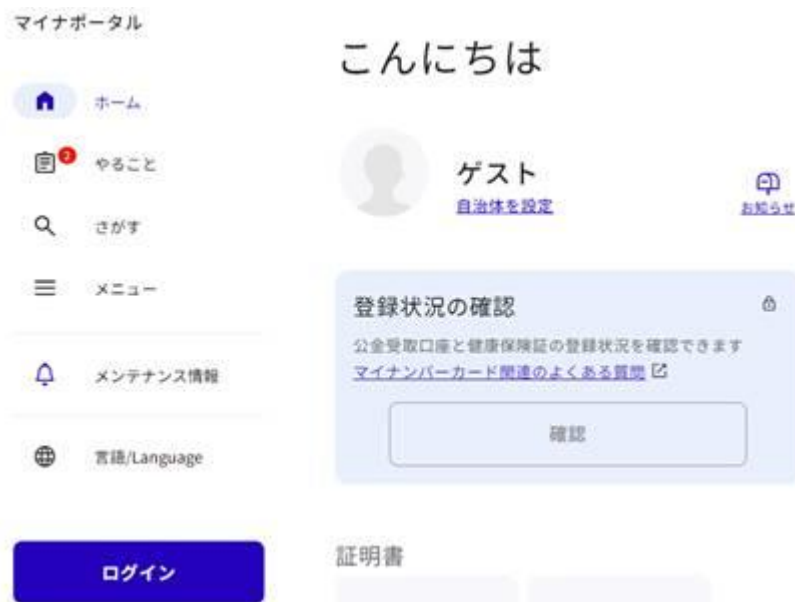 マイナポータル
ホーム
2
やること
さがす
メニュー
メンテナンス情報
言語/Language
ログイン
こんにちは
ゲスト
自治体を設定
お知らせ
登録状況の確認
公金受取口座と健康保険証の登録状況を確認できます
マイナンバーカード関連のよくある質問
確認
証明書